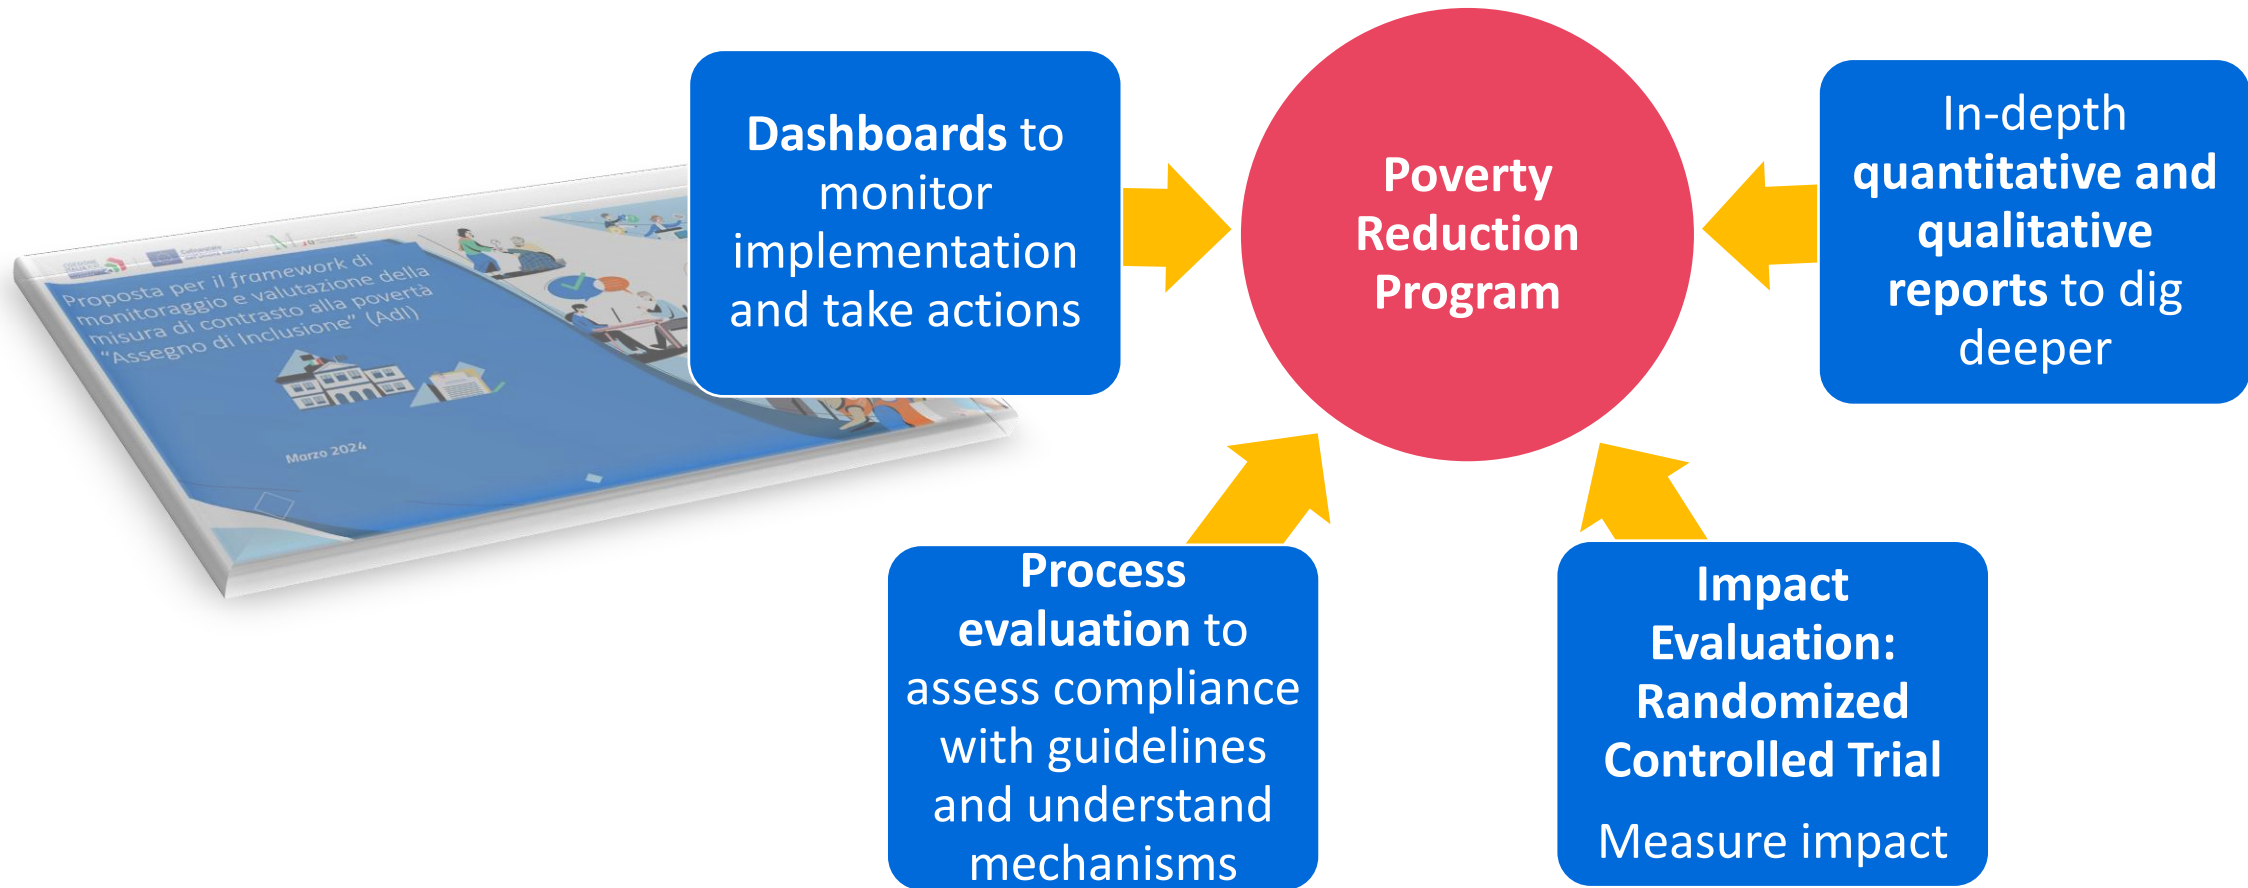 Proposta per il framework di
monitoraggio e valutazione della
misura di contrasto alla povertà
“Assegno di Inclusione” (AdI)
Marzo 2024
Dashboards to
monitor
implementation
and take actions
Poverty
Reduction
Program
In-depth
quantitative and
qualitative
reports to dig
deeper
Process
evaluation to
assess compliance
with guidelines
and understand
mechanisms
Impact
Evaluation:
Randomized
Controlled Trial
Measure impact